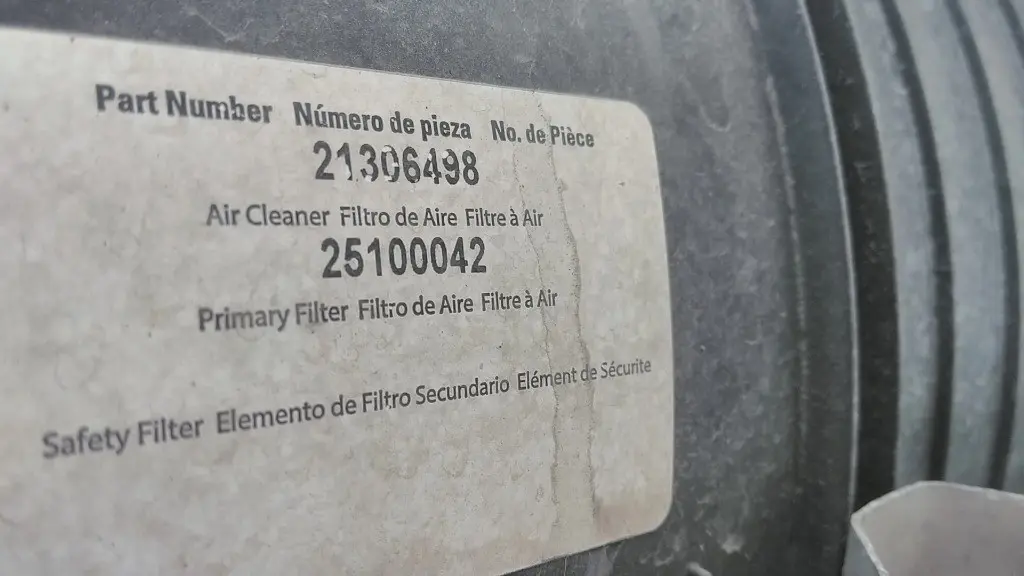 Part Number Número de pieza No. de Pièce
21306498
Air Cleaner Filtro de Aire Filtre à Air
25100042
Primary Filter Filtro de Aire Filtre à Air
Safety Filter Elemento de Filtro Secundario Elément de Sécurite